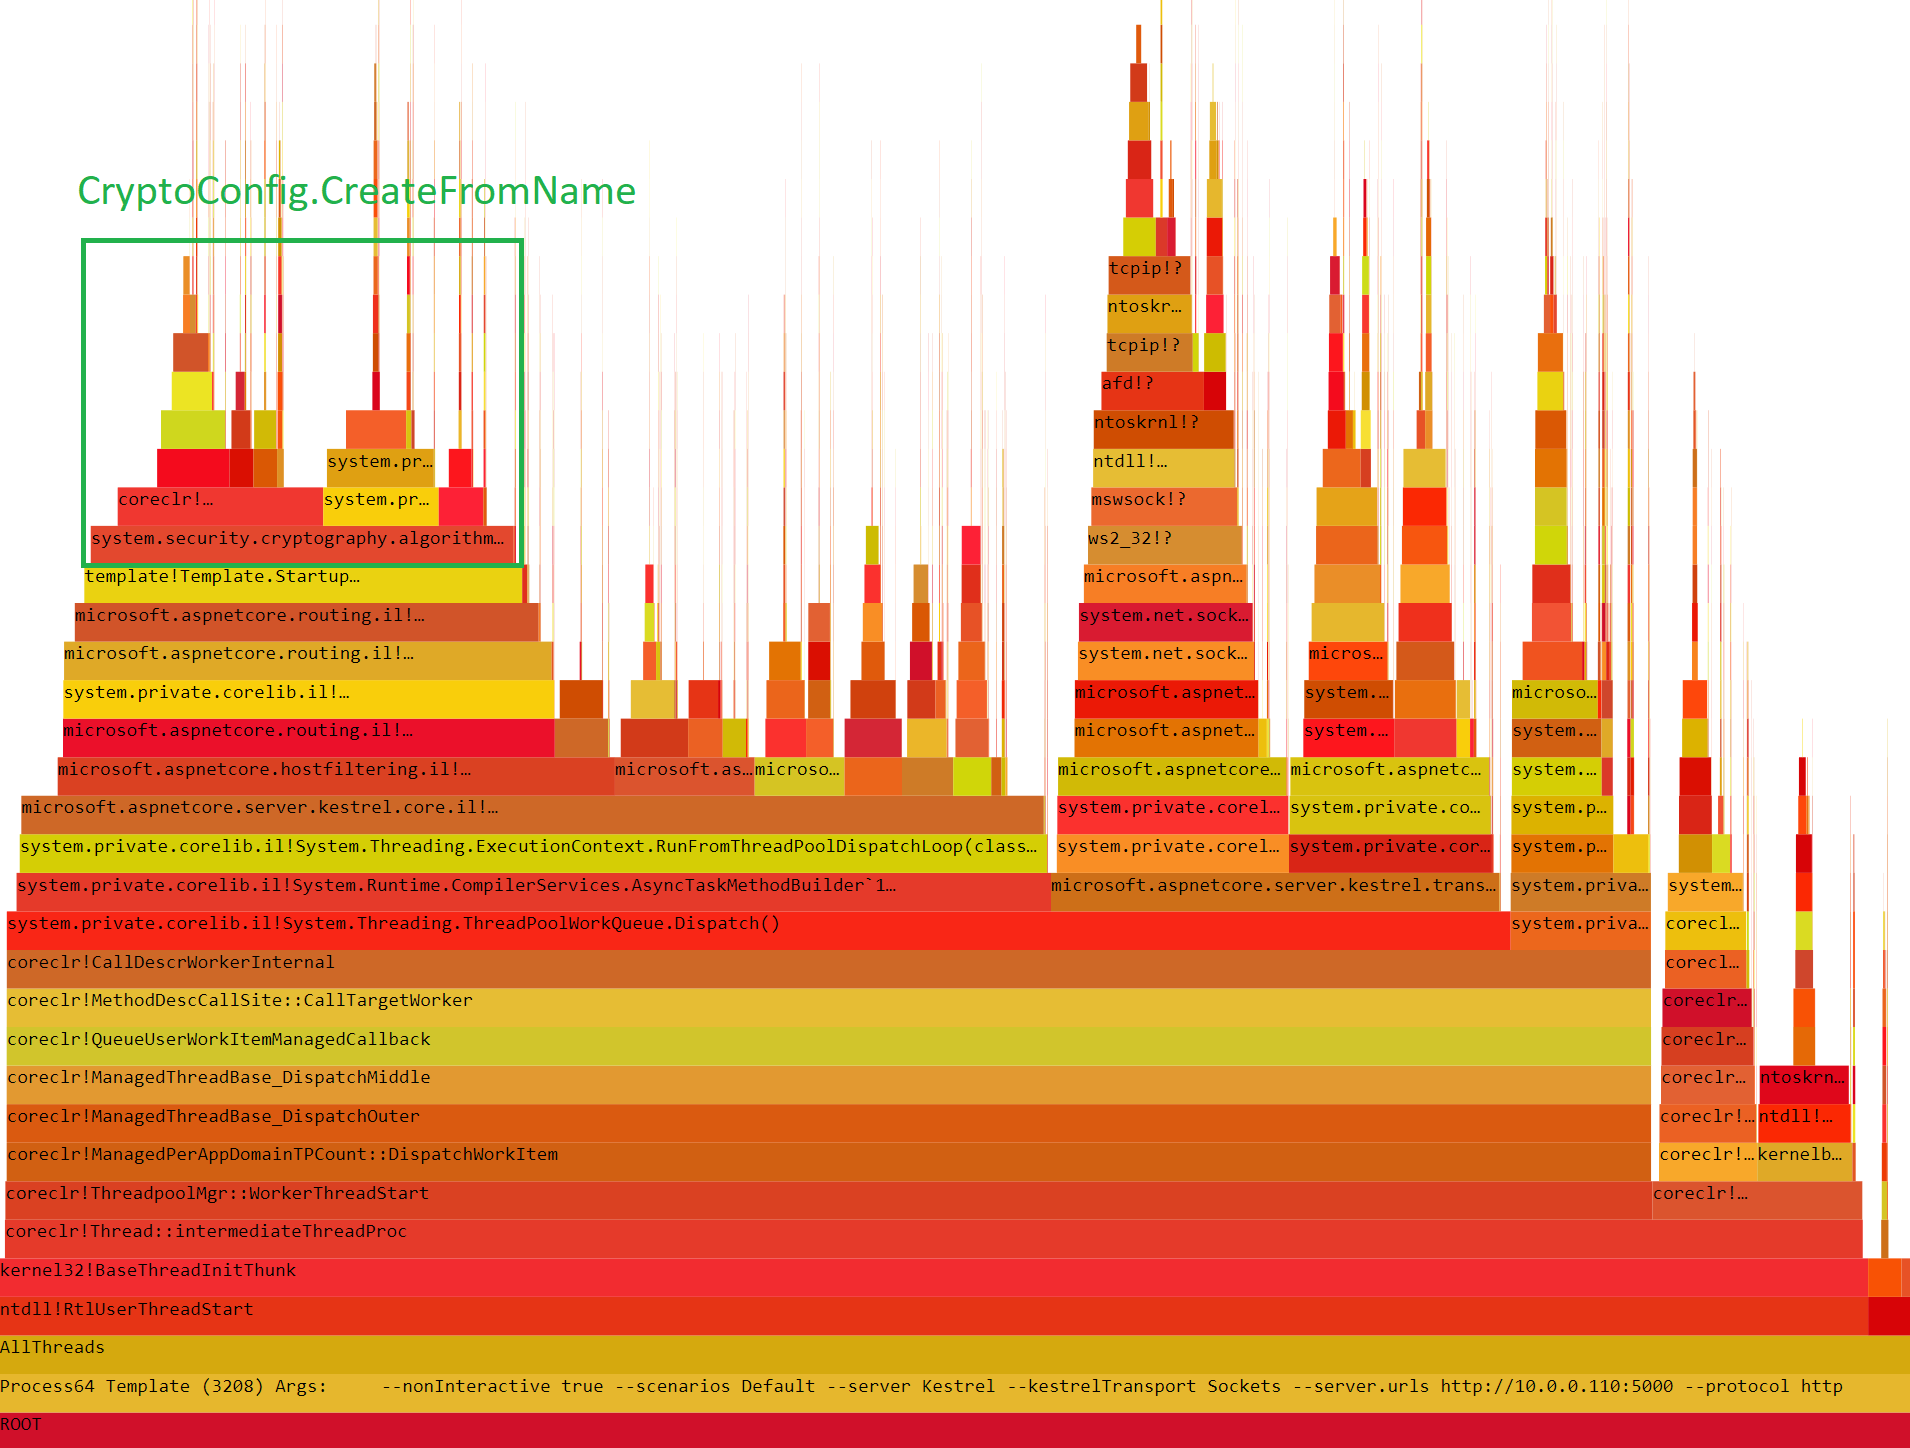 CryptoConfig.CreateFromName
tcpip!?
ntoskr…
tcpip!?
afd!?
ntoskrnl!?
system.pr… ntdll!…
coreclr!… system.pr… mswsock!?
system.security.cryptography.algorithm… ws2_32!?
template!Template.Startup… microsoft.aspn…
microsoft.aspnetcore.routing.il!… system.net.sock…
microsoft.aspnetcore.routing.il!… system.net.sock… micros…
system.private.corelib.il!… microsoft.aspnet… system.… microso…
microsoft.aspnetcore.routing.il!… microsoft.aspnet… system.… system.…
microsoft.aspnetcore.hostfiltering.il!… microsoft.as… microso… microsoft.aspnetcore… microsoft.aspnetc… system.…
microsoft.aspnetcore.server.kestrel.core.il!… system.private.corel… system.private.co… system.p…
system.private.corelib.il!System.Threading.ExecutionContext.RunFromThreadPoolDispatchLoop(class… system.private.corel… system.private.cor… system.p…
system.private.corelib.il!System.Runtime.CompilerServices.AsyncTaskMethodBuilder`1… microsoft.aspnetcore.server.kestrel.trans… system.priva… system…
system.private.corelib.il!System.Threading.ThreadPoolWorkQueue.Dispatch() system.priva… corecl…
coreclr!CallDescrWorkerInternal corecl…
coreclr!MethodDescCallSite::CallTargetWorker coreclr…
coreclr!QueueUserWorkItemManagedCallback coreclr…
coreclr!ManagedThreadBase_DispatchMiddle coreclr… ntoskrn…
coreclr!ManagedThreadBase_DispatchOuter coreclr!… ntdll!…
coreclr!ManagedPerAppDomainTPCount::DispatchWorkItem coreclr!… kernelb…
coreclr!ThreadpoolMgr::WorkerThreadStart coreclr!…
coreclr!Thread::intermediateThreadProc
kernel32!BaseThreadInitThunk
ntdll!RtlUserThreadStart
AllThreads
Process64 Template (3208) Args:     --nonInteractive true --scenarios Default --server Kestrel --kestrelTransport Sockets --server.urls http://10.0.0.110:5000 --protocol http
ROOT